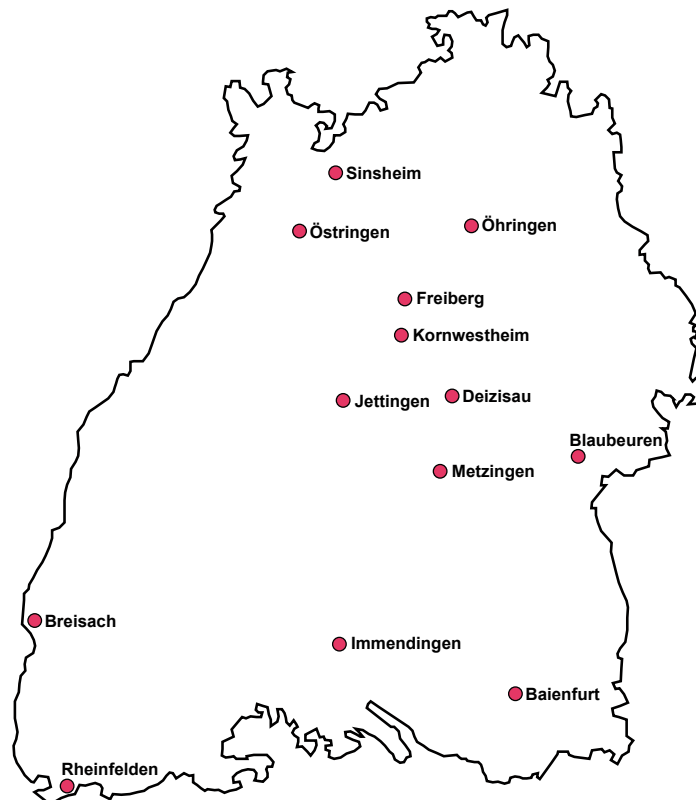 Sinsheim
Östringen
Öhringen
Freiberg
Kornwestheim
Jettingen
Deizisau
Blaubeuren
Metzingen
Breisach
Immendingen
Baienfurt
Rheinfelden